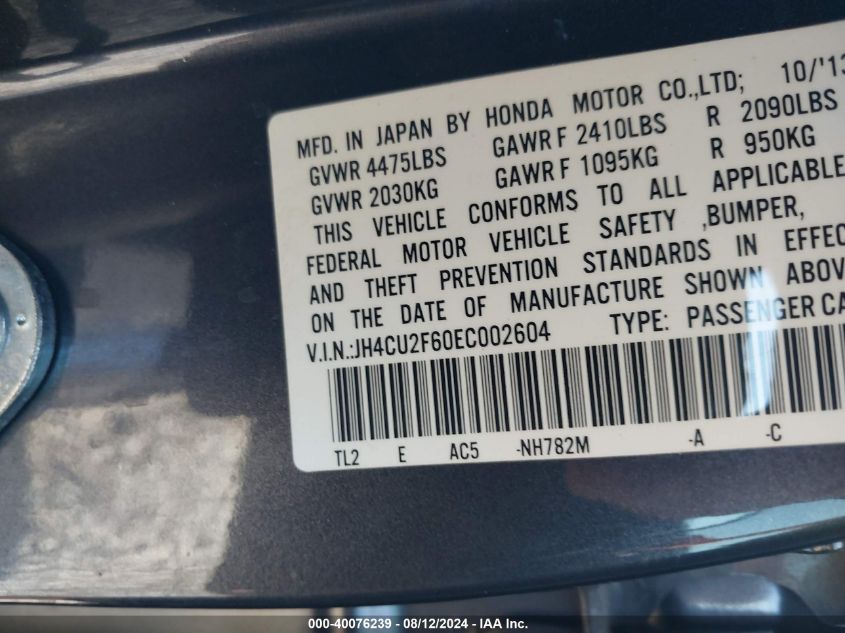 MFD. IN JAPAN BY HONDA MOTOR CO.,LTD; 10/'13
GVWR 4475LBS GAWR F 2410LBS R 2090LBS
GVWR 2030KG GAWR F 1095KG R 950KG
THIS VEHICLE CONFORMS TO ALL APPLICABLE
FEDERAL MOTOR VEHICLE SAFETY ,BUMPER,
AND THEFT PREVENTION STANDARDS IN EFFEC
ON THE DATE OF MANUFACTURE SHOWN ABOV
V.I.N.:JH4CU2F60EC002604 TYPE: PASSENGER CA
TL2 E AC5 -NH782M -A -C
000-40076239 - 08/12/2024 - IAA Inc.